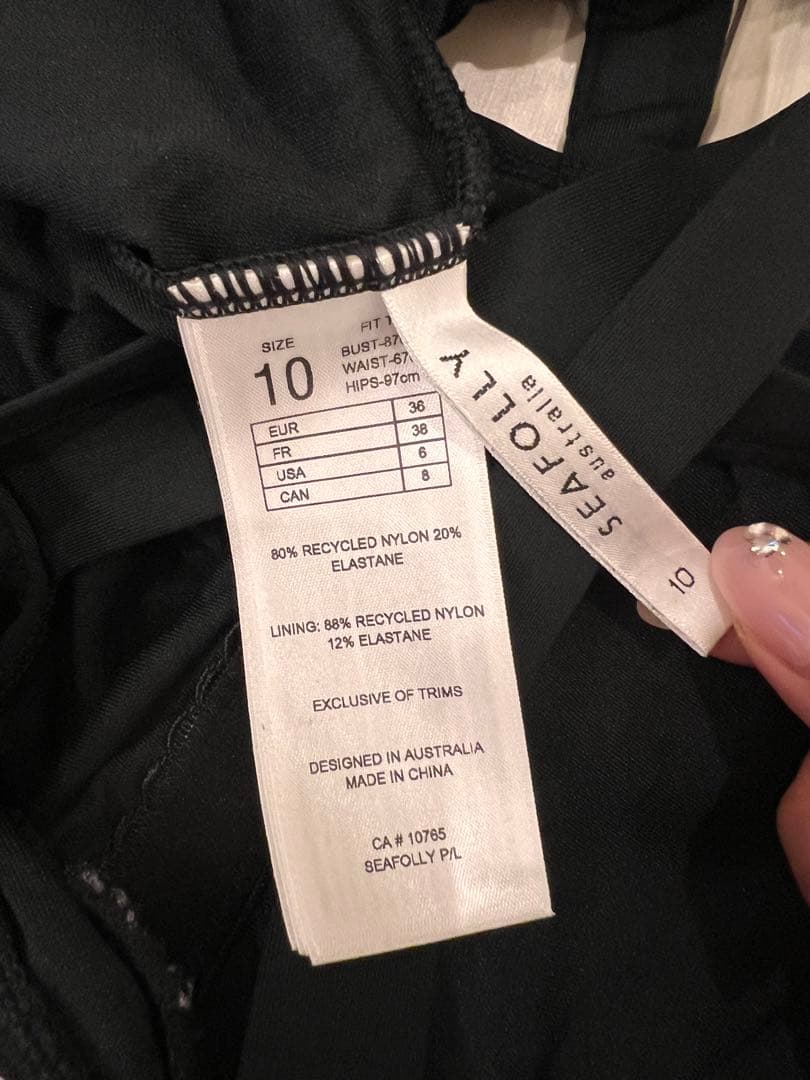 SIZE
10
FIT
BUST-87
WAIST-67
HIPS-97cm
EUR 36
FR 38
USA 6
CAN 8
80% RECYCLED NYLON 20%
ELASTANE
LINING: 88% RECYCLED NYLON
12% ELASTANE
EXCLUSIVE OF TRIMS
DESIGNED IN AUSTRALIA
MADE IN CHINA
CA # 10765
SEAFOLLY P/L
SEAFOLLY
australia
10